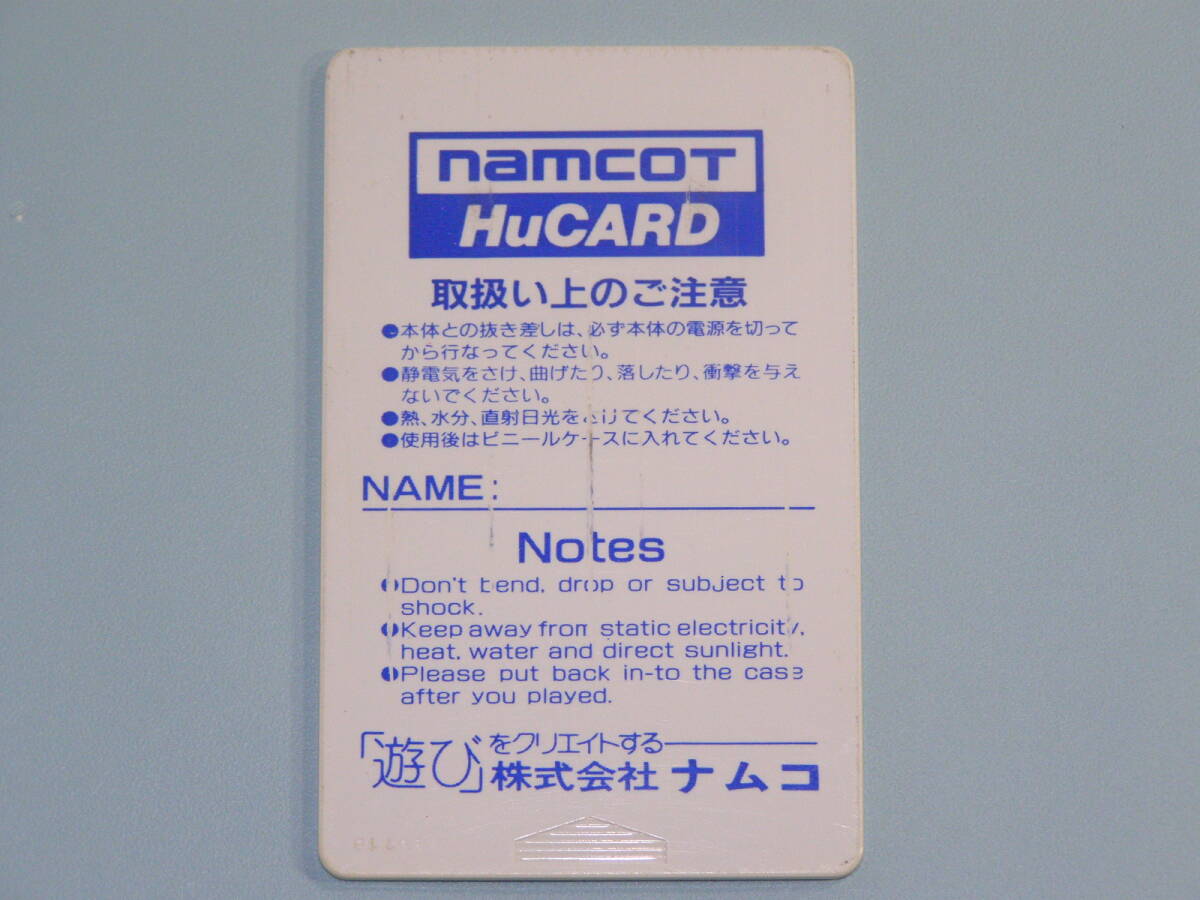 namcot
HuCARD
取扱い上のご注意
●本体との抜き差しは、必ず本体の電源を切って
から行なってください。
●静電気をさけ、曲げたり、落したり、衝撃を与え
ないでください。
●熱、水分、直射日光をさけてください。
●使用後はビニールケースに入れてください。
NAME:
Notes
●Don't bend, drop or subject to
shock.
●Keep away from static electricity,
heat, water and direct sunlight.
●Please put back in-to the case
after you played.
「遊び」をクリエイトする
株式会社ナムコ